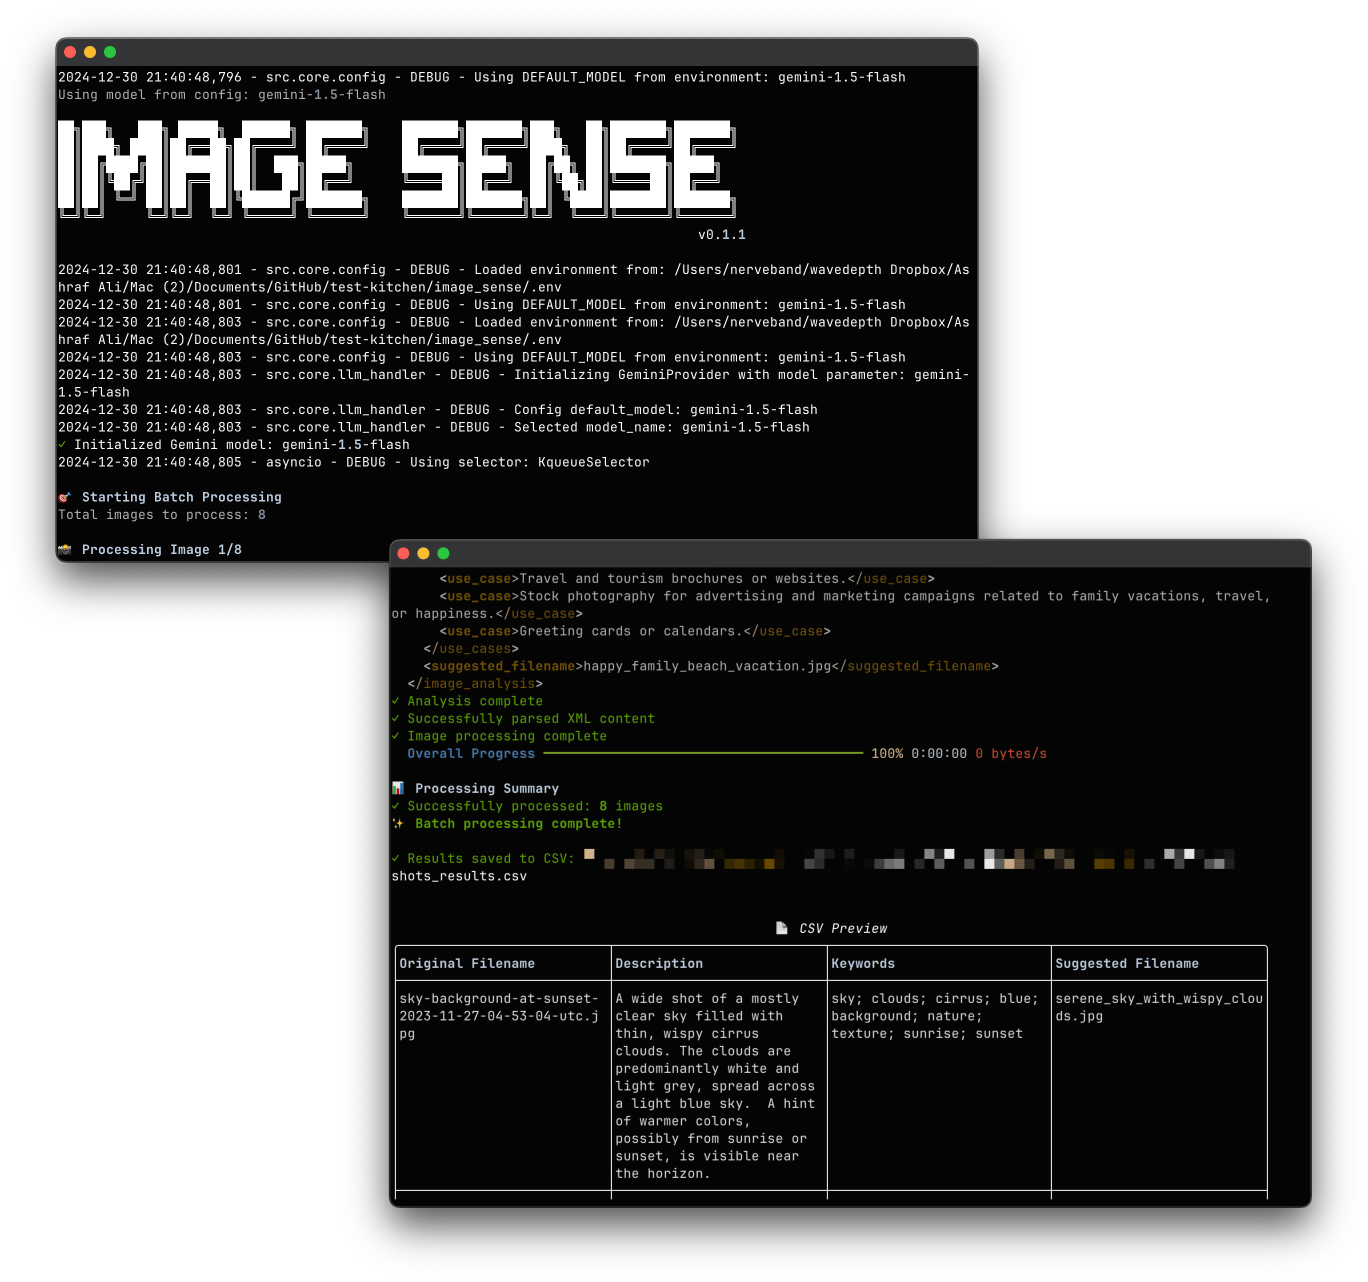 2024-12-30 21:40:48,796 - src.core.config - DEBUG - Using DEFAULT_MODEL from environment: gemini-1.5-flash
Using model from config: gemini-1.5-flash
IMAGE SENSE
v0.1.1
2024-12-30 21:40:48,801 - src.core.config - DEBUG - Loaded environment from: /Users/nerveband/wavedepth Dropbox/As
hraf Ali/Mac (2)/Documents/GitHub/test-kitchen/image_sense/.env
2024-12-30 21:40:48,801 - src.core.config - DEBUG - Using DEFAULT_MODEL from environment: gemini-1.5-flash
2024-12-30 21:40:48,803 - src.core.config - DEBUG - Loaded environment from: /Users/nerveband/wavedepth Dropbox/As
hraf Ali/Mac (2)/Documents/GitHub/test-kitchen/image_sense/.env
2024-12-30 21:40:48,803 - src.core.config - DEBUG - Using DEFAULT_MODEL from environment: gemini-1.5-flash
2024-12-30 21:40:48,803 - src.core.llm_handler - DEBUG - Initializing GeminiProvider with model parameter: gemini-
1.5-flash
2024-12-30 21:40:48,803 - src.core.llm_handler - DEBUG - Config default_model: gemini-1.5-flash
2024-12-30 21:40:48,803 - src.core.llm_handler - DEBUG - Selected model_name: gemini-1.5-flash
✓ Initialized Gemini model: gemini-1.5-flash
2024-12-30 21:40:48,805 - asyncio - DEBUG - Using selector: KqueueSelector
🎯 Starting Batch Processing
Total images to process: 8
📸 Processing Image 1/8
<use_case>Travel and tourism brochures or websites.</use_case>
<use_case>Stock photography for advertising and marketing campaigns related to family vacations, travel,
or happiness.</use_case>
<use_case>Greeting cards or calendars.</use_case>
</use_cases>
<suggested_filename>happy_family_beach_vacation.jpg</suggested_filename>
</image_analysis>
✓ Analysis complete
✓ Successfully parsed XML content
✓ Image processing complete
Overall Progress 100% 0:00:00 0 bytes/s
📊 Processing Summary
✓ Successfully processed: 8 images
✨ Batch processing complete!
✓ Results saved to CSV:
shots_results.csv
📄 CSV Preview
Original Filename
Description
Keywords
Suggested Filename
sky-background-at-sunset-
2023-11-27-04-53-04-utc.j
pg
A wide shot of a mostly
clear sky filled with
thin, wispy cirrus
clouds. The clouds are
predominantly white and
light grey, spread across
a light blue sky.  A hint
of warmer colors,
possibly from sunrise or
sunset, is visible near
the horizon.
sky; clouds; cirrus; blue;
background; nature;
texture; sunrise; sunset
serene_sky_with_wispy_clou
ds.jpg